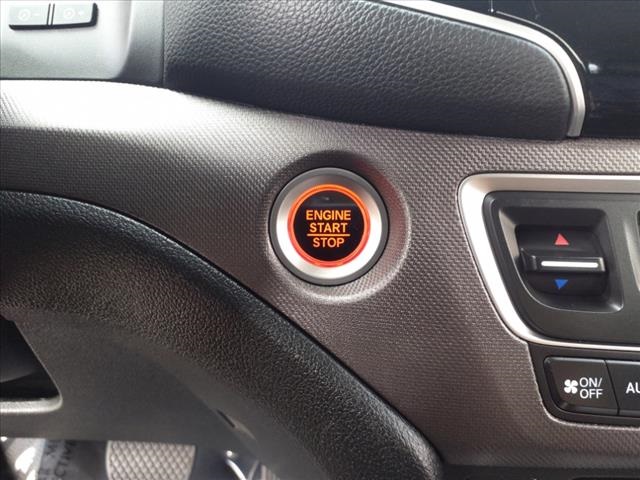 ENGINE
START
STOP
ON/
OFF
AU